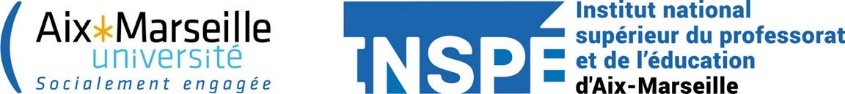 Aix*Marseille
université
Socialement engagée
INSPÉ
Institut national
supérieur du professorat
et de l'éducation
d'Aix-Marseille